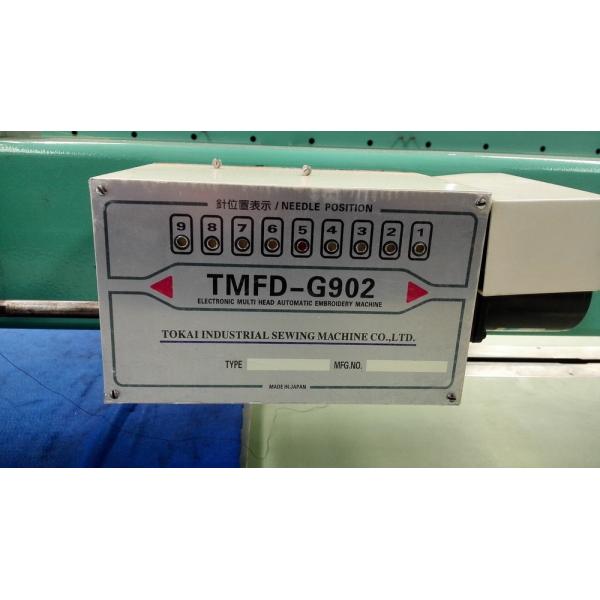 針位置表示 / NEEDLE POSITION
9 8 7 6 5 4 3 2 1
TMFD-G902
ELECTRONIC MULTI HEAD AUTOMATIC EMBROIDERY MACHINE
TOKAI INDUSTRIAL SEWING MACHINE CO.,LTD.
TYPE MFG.NO.
MADE IN JAPAN